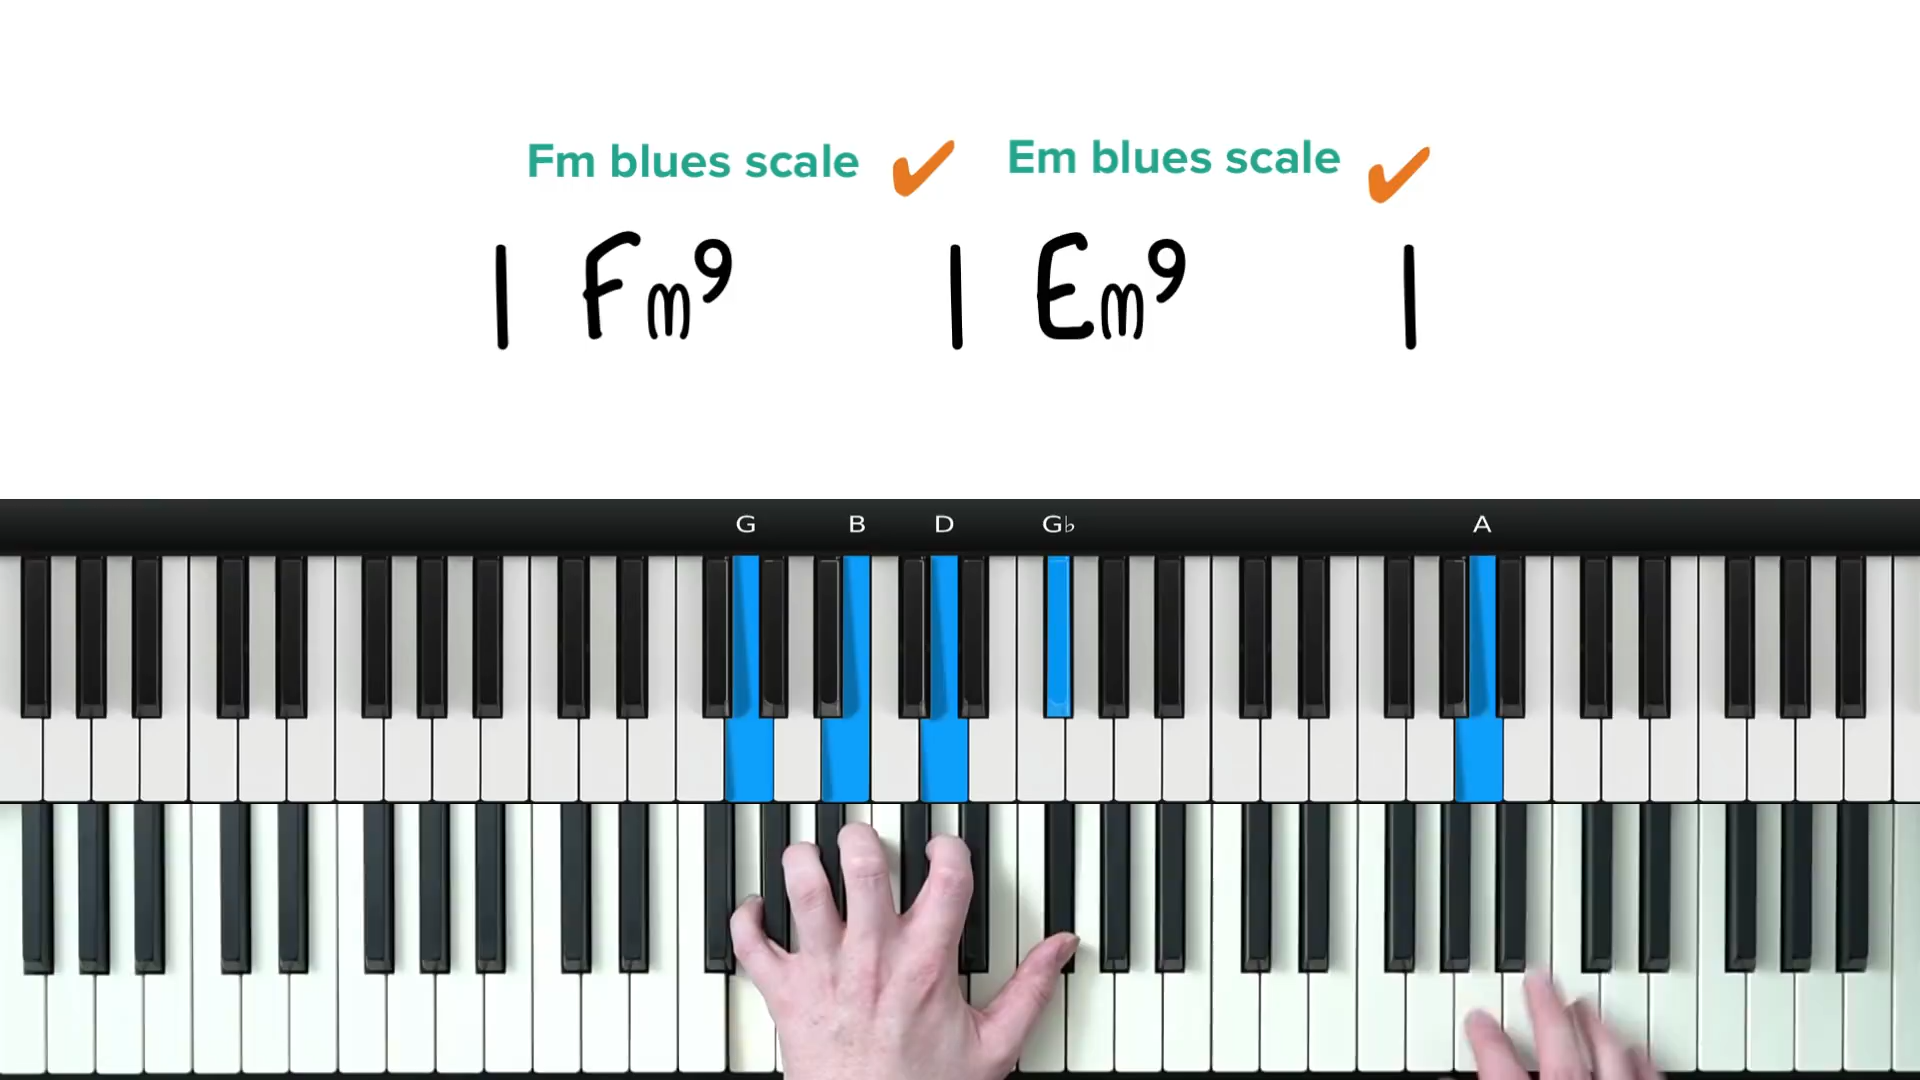 Fm blues scale ✔ Em blues scale ✔
| Fm9 | Em9 |
G B D G♭ A